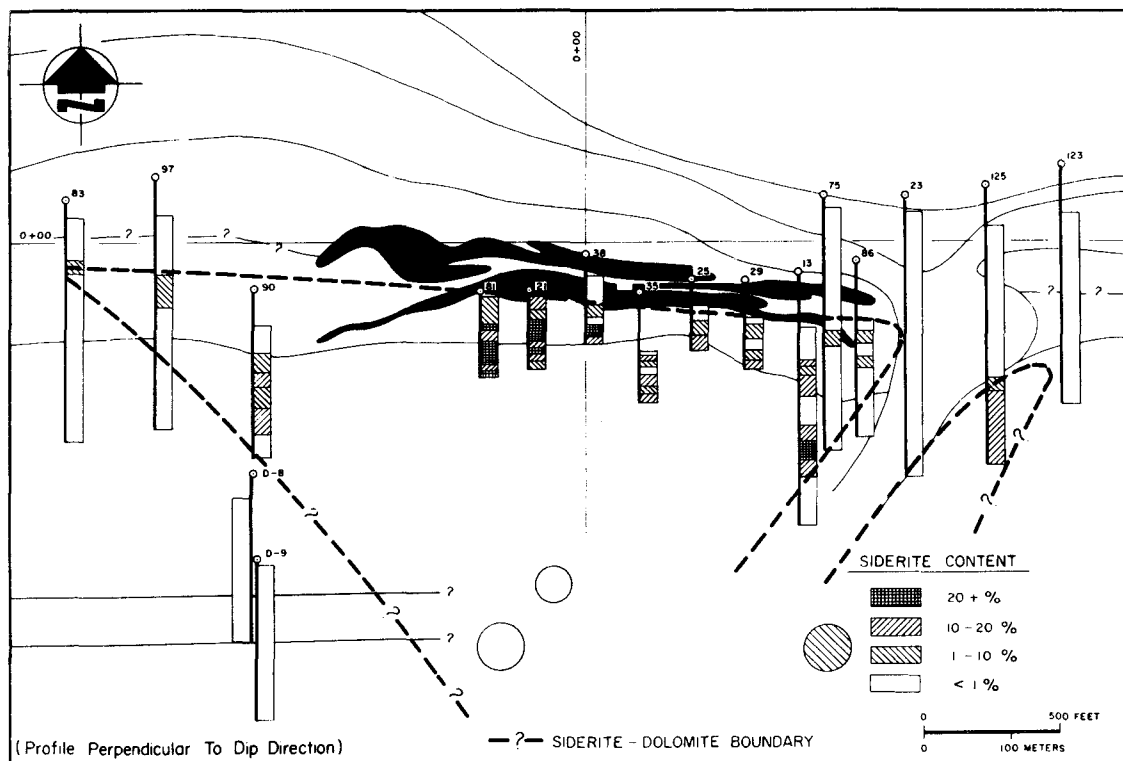 0+00
N
83
97
75
23
125
123
0+00
?
?
?
38
86
90
81
21
35
25
29
13
?
?
D-8
?
?
D-9
?
?
?
?
SIDERITE CONTENT
20 + %
10 - 20 %
1 - 10 %
< 1 %
0 500 FEET
0 100 METERS
(Profile Perpendicular To Dip Direction)
? SIDERITE - DOLOMITE BOUNDARY